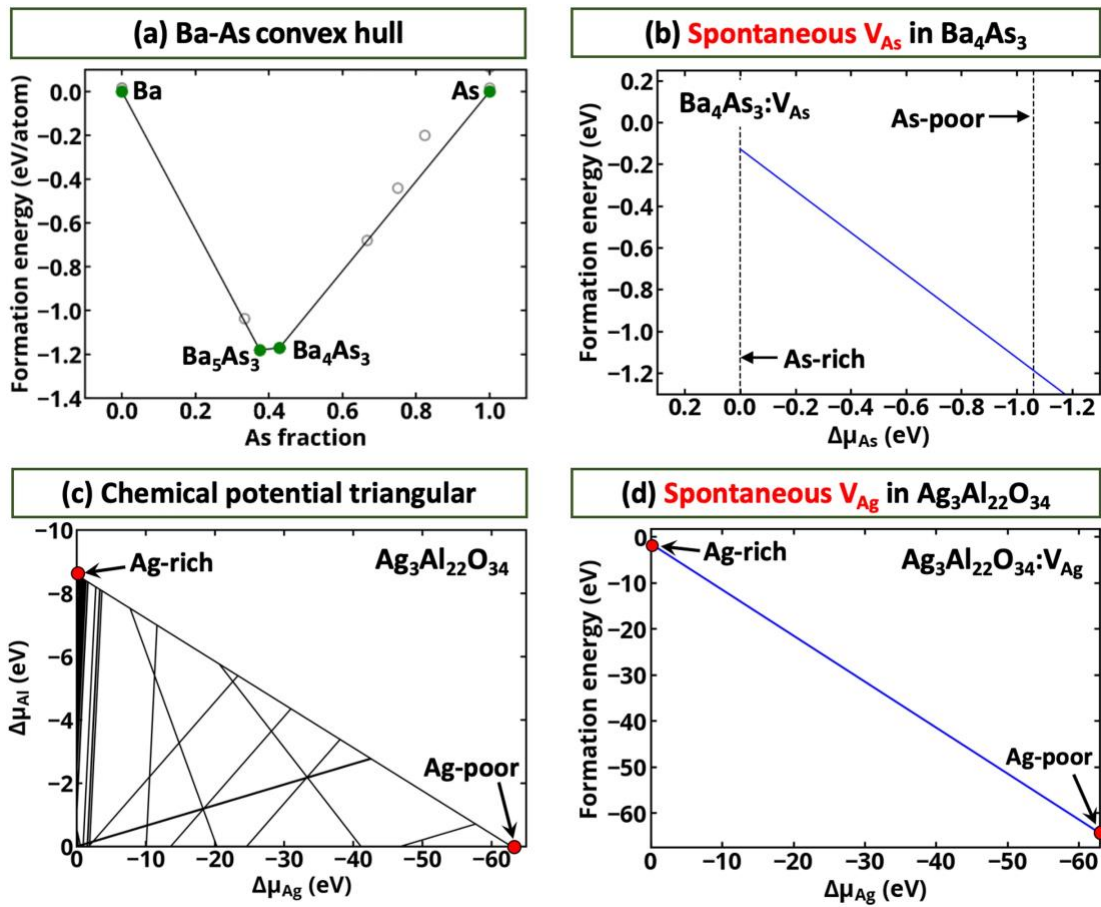 (a) Ba-As convex hull
Formation energy (eV/atom)
0.0
−0.2
−0.4
−0.6
−0.8
−1.0
−1.2
−1.4
Ba
As
Ba₅As₃
Ba₄As₃
0.0 0.2 0.4 0.6 0.8 1.0
As fraction
(b) Spontaneous V_As in Ba₄As₃
Formation energy (eV)
0.2
0.0
−0.2
−0.4
−0.6
−0.8
−1.0
−1.2
Ba₄As₃:V_As
As-poor
As-rich
0.2 0.0 −0.2 −0.4 −0.6 −0.8 −1.0 −1.2
Δμ_As (eV)
(c) Chemical potential triangular
Δμ_Al (eV)
−10
−8
−6
−4
−2
0
Ag-rich
Ag₃Al₂₂O₃₄
Ag-poor
0 −10 −20 −30 −40 −50 −60
Δμ_Ag (eV)
(d) Spontaneous V_Ag in Ag₃Al₂₂O₃₄
Formation energy (eV)
0
−10
−20
−30
−40
−50
−60
Ag-rich
Ag₃Al₂₂O₃₄:V_Ag
Ag-poor
0 −10 −20 −30 −40 −50 −60
Δμ_Ag (eV)